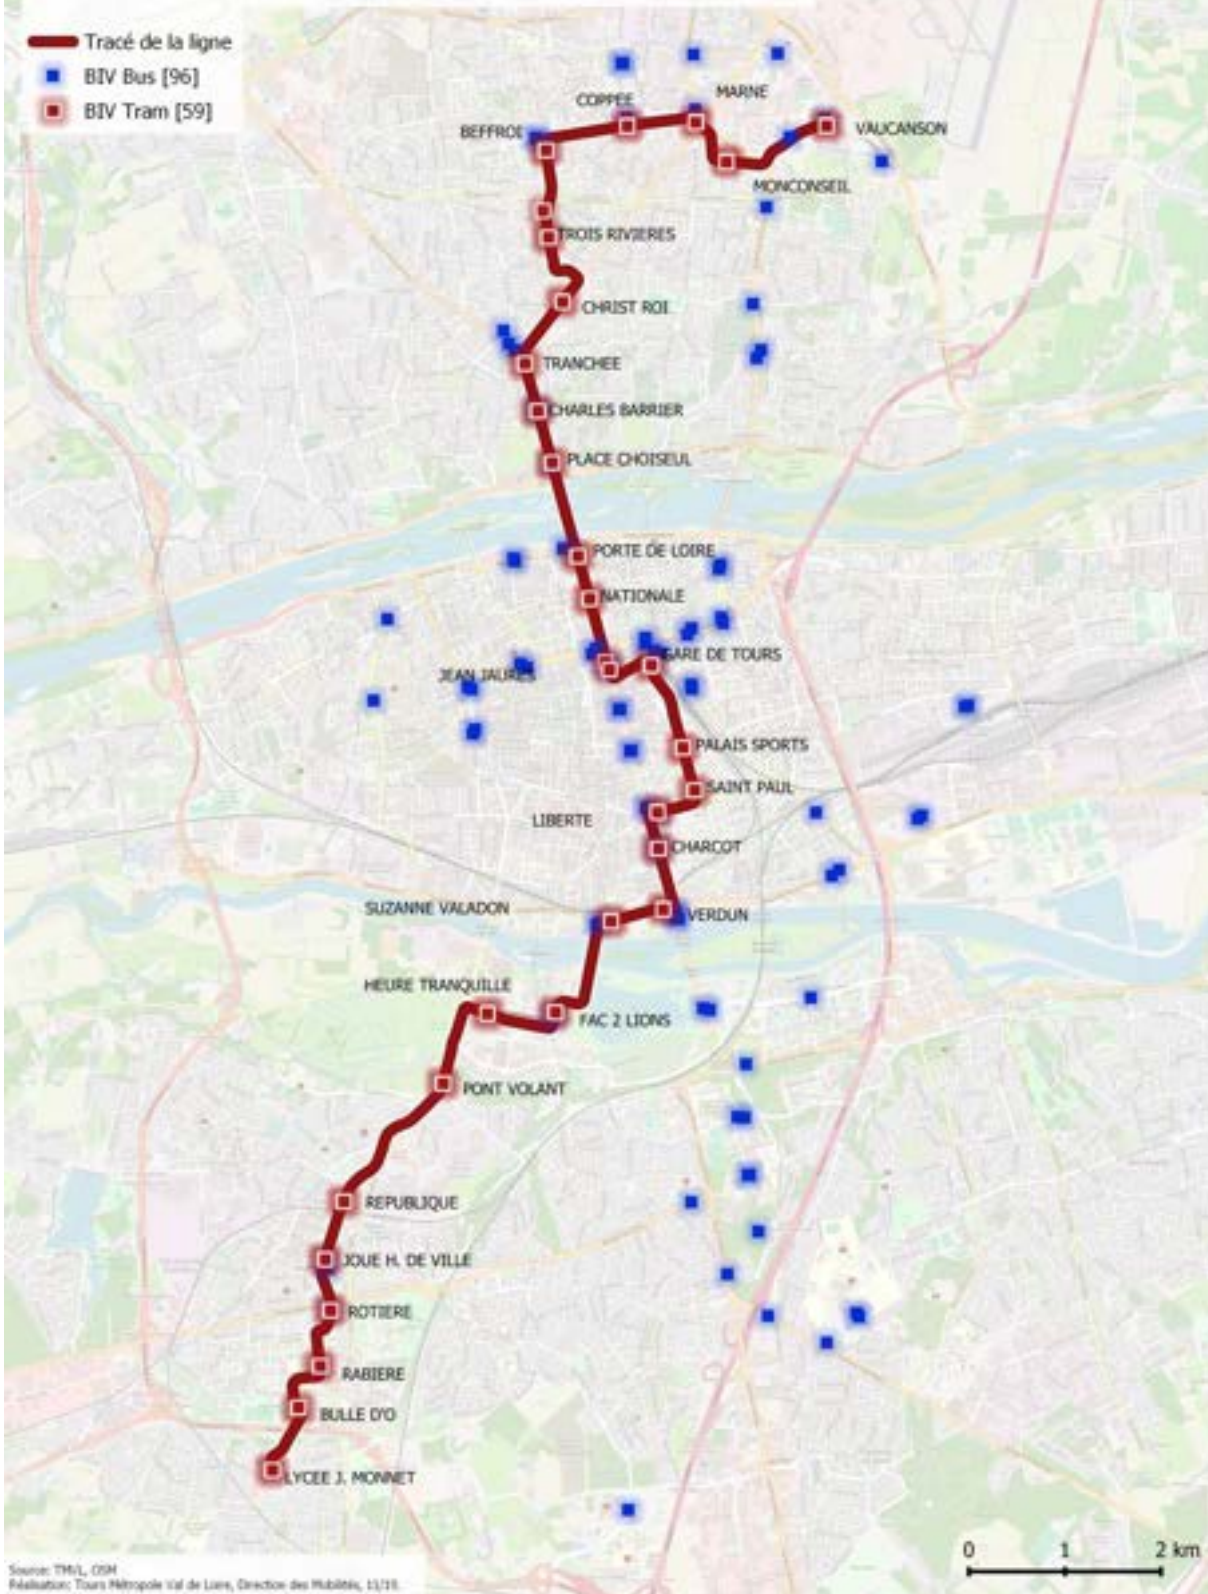 Tracé de la ligne
BIV Bus [96]
BIV Tram [59]
MARNE
COPPEE
BEFFROI
VAUCANSON
MONCONSEIL
TROIS RIVIERES
CHRIST ROI
TRANCHEE
CHARLES BARRIER
PLACE CHOISEUL
PORTE DE LOIRE
NATIONALE
GARE DE TOURS
JEAN JAURES
PALAIS SPORTS
SAINT PAUL
LIBERTE
CHARCOT
SUZANNE VALADON
VERDUN
HEURE TRANQUILLE
FAC 2 LIONS
PONT VOLANT
REPUBLIQUE
JOUE H. DE VILLE
ROTIERE
RABIERE
BULLE D'O
LYCEE J. MONNET
0 1 2 km
Source: TMVL, OSM
Réalisation: Tours Métropole Val de Loire, Direction des Mobilités,